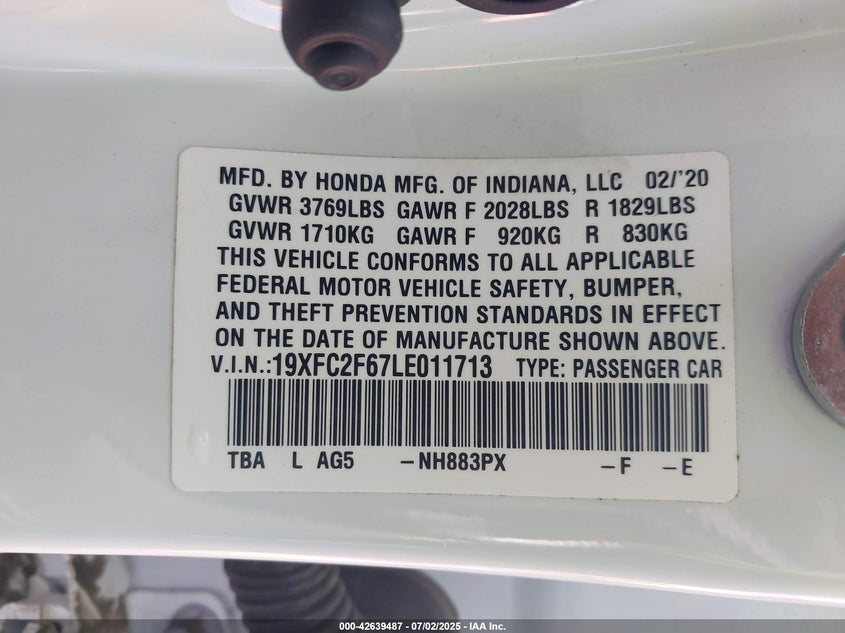 MFD. BY HONDA MFG. OF INDIANA, LLC 02/'20
GVWR 3769LBS GAWR F 2028LBS R 1829LBS
GVWR 1710KG GAWR F 920KG R 830KG
THIS VEHICLE CONFORMS TO ALL APPLICABLE
FEDERAL MOTOR VEHICLE SAFETY, BUMPER,
AND THEFT PREVENTION STANDARDS IN EFFECT
ON THE DATE OF MANUFACTURE SHOWN ABOVE.
V.I.N.:19XFC2F67LE011713 TYPE: PASSENGER CAR
TBA L AG5 –NH883PX –F –E
000-42639487 - 07/02/2025 - IAA Inc.